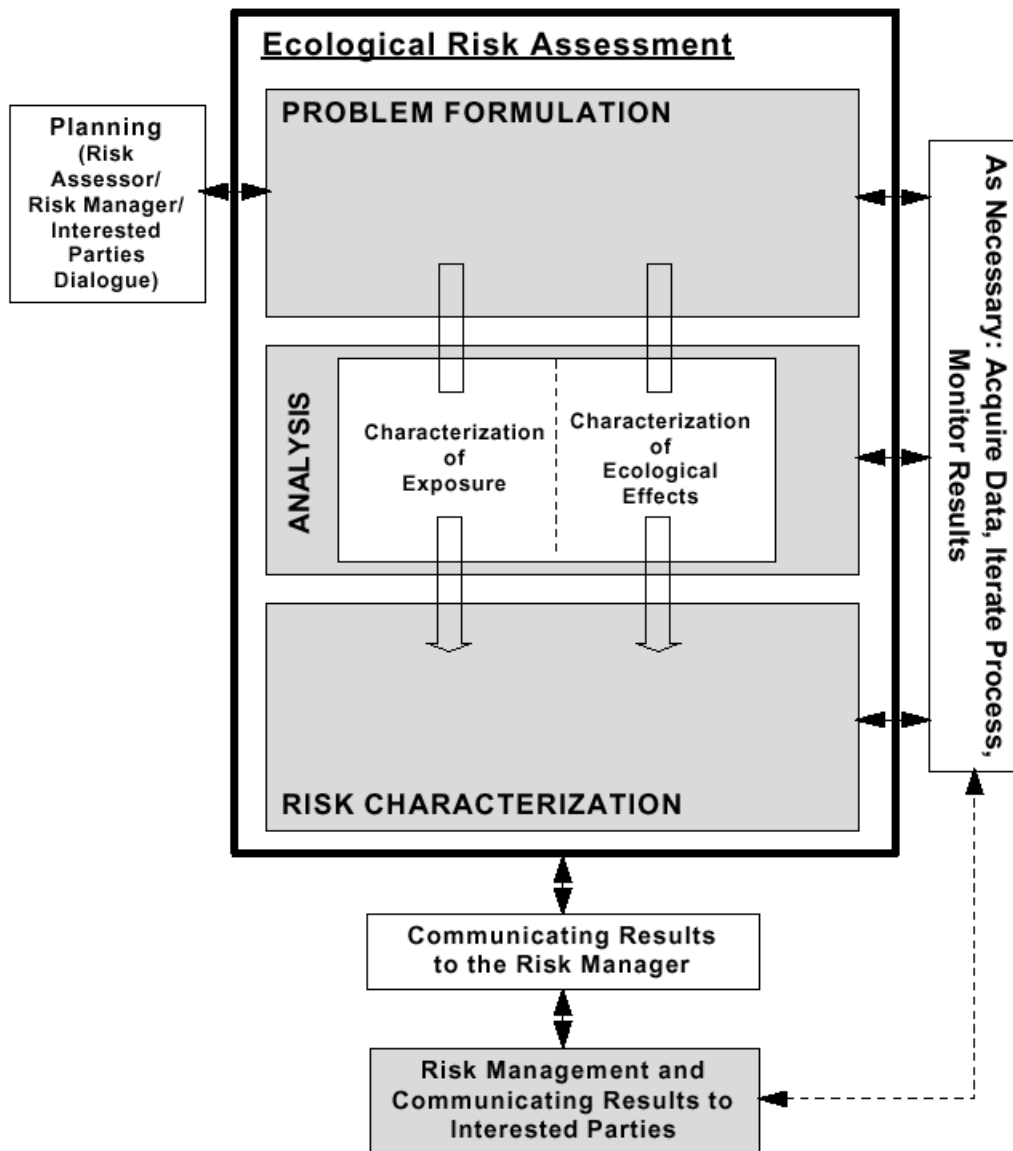 Ecological Risk Assessment
PROBLEM FORMULATION
Planning
(Risk
Assessor/
Risk Manager/
Interested
Parties
Dialogue)
As Necessary: Acquire Data, Iterate Process,
Monitor Results
ANALYSIS
Characterization
of
Exposure
Characterization
of
Ecological
Effects
RISK CHARACTERIZATION
Communicating Results
to the Risk Manager
Risk Management and
Communicating Results to
Interested Parties